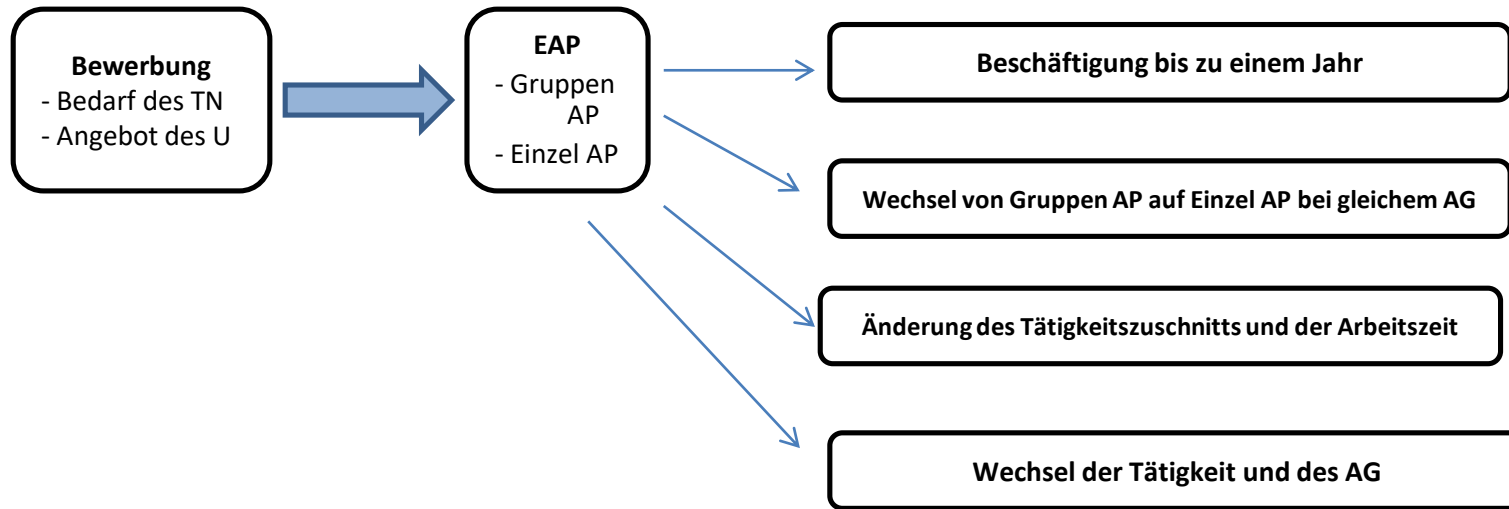 Bewerbung
- Bedarf des TN
- Angebot des U
EAP
- Gruppen
AP
- Einzel AP
Beschäftigung bis zu einem Jahr
Wechsel von Gruppen AP auf Einzel AP bei gleichem AG
Änderung des Tätigkeitszuschnitts und der Arbeitszeit
Wechsel der Tätigkeit und des AG